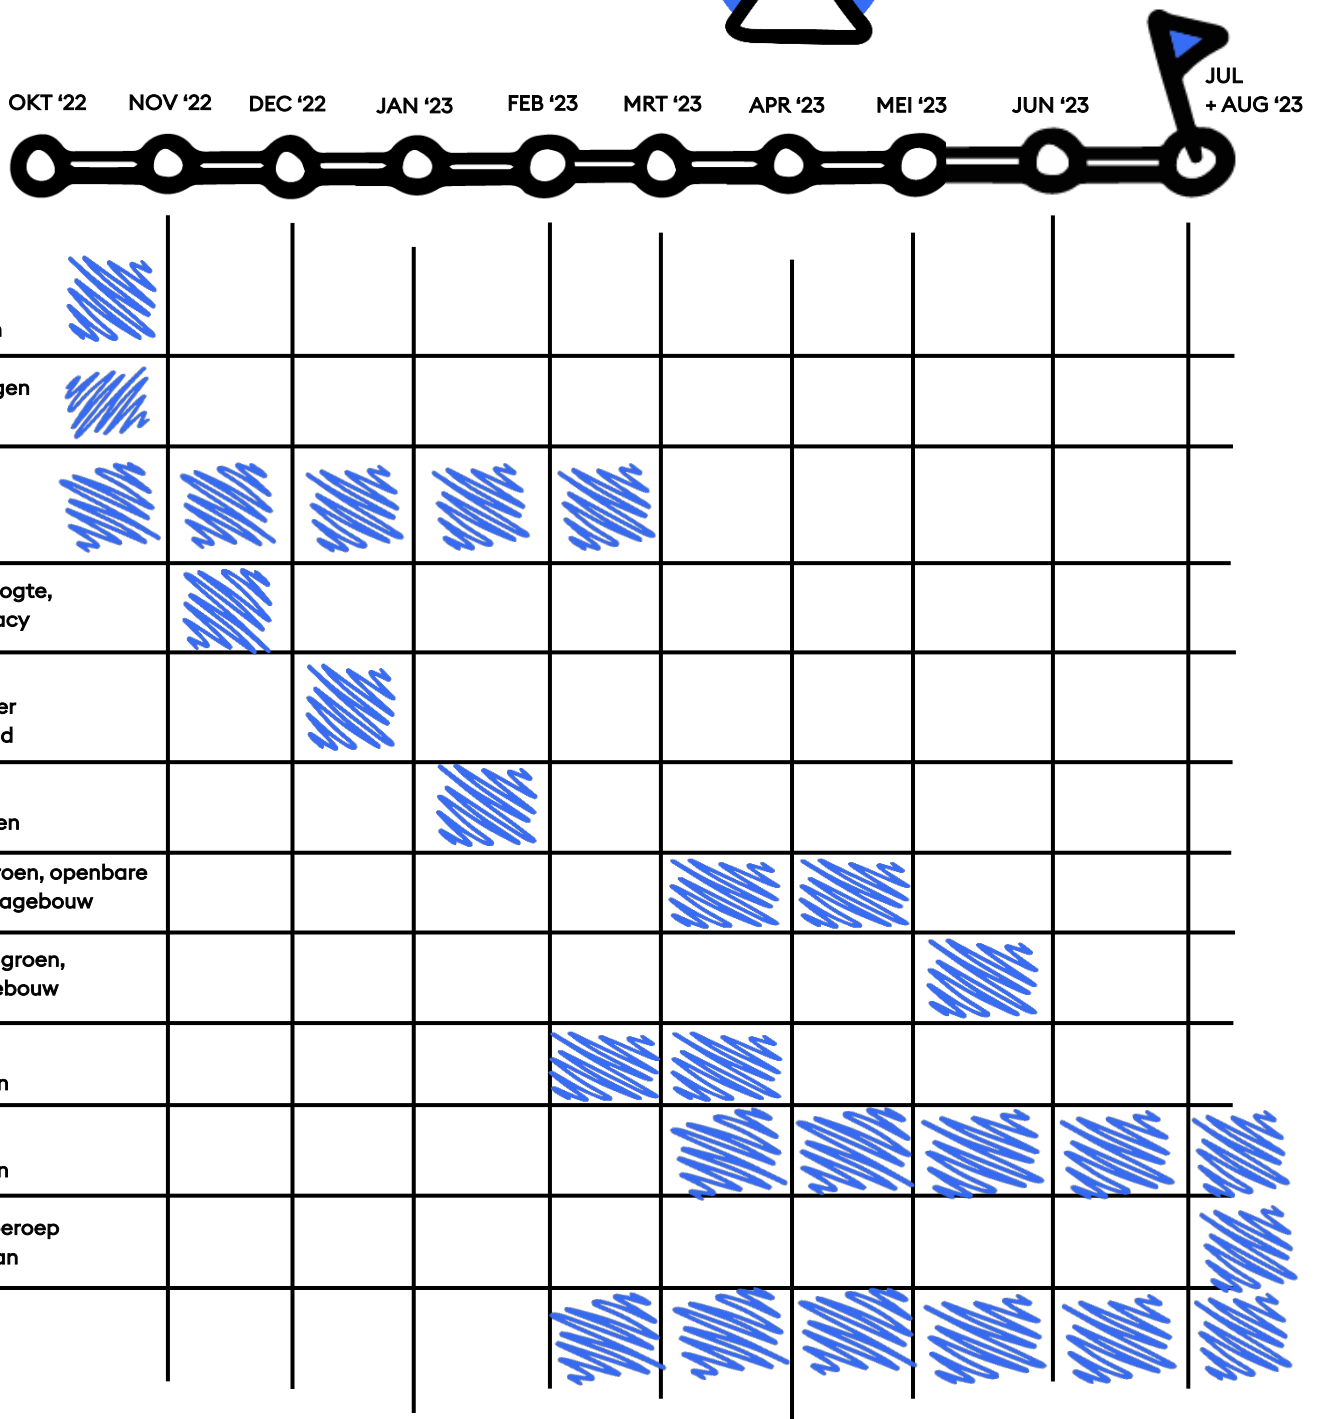 JUL
OKT ‘22 NOV ‘22 DEC ‘22 JAN ‘23 FEB ‘23 MRT ‘23 APR ‘23 MEI ‘23 JUN ‘23 + AUG ‘23
n
gen
ogte,
acy
er
d
en
roen, openbare
agebouw
groen,
ebouw
n
n
eroep
an